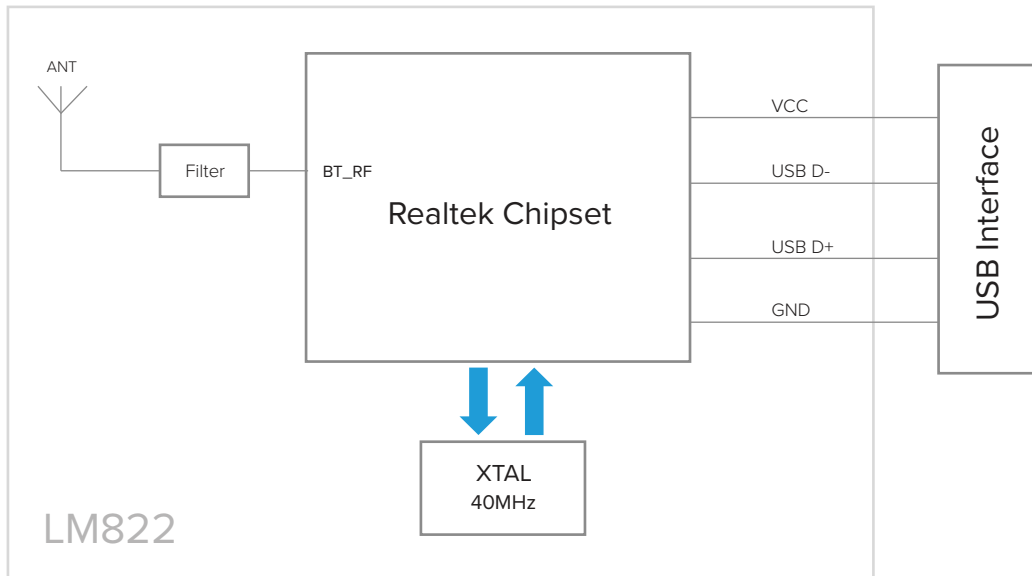 ANT
Filter
BT_RF
Realtek Chipset
VCC
USB D-
USB D+
GND
USB Interface
XTAL
40MHz
LM822